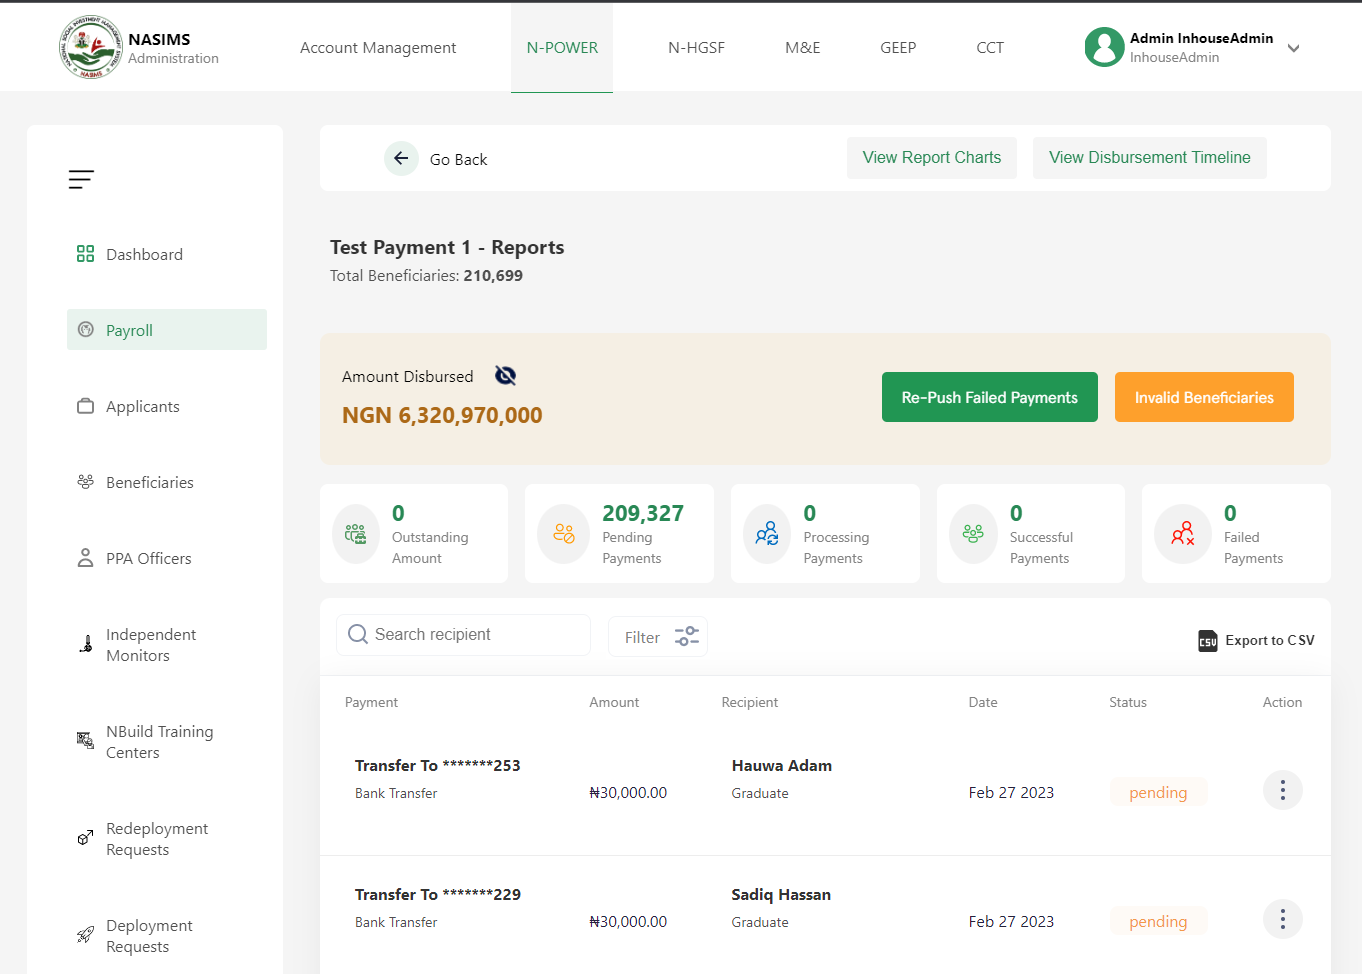 NASIMS
Administration
Account Management
N-POWER
N-HGSF
M&E
GEEP
CCT
Admin InhouseAdmin
InhouseAdmin
Dashboard
Payroll
Applicants
Beneficiaries
PPA Officers
Independent
Monitors
NBuild Training
Centers
Redeployment
Requests
Deployment
Requests
Go Back
View Report Charts
View Disbursement Timeline
Test Payment 1 - Reports
Total Beneficiaries: 210,699
Amount Disbursed
NGN 6,320,970,000
Re-Push Failed Payments
Invalid Beneficiaries
0
Outstanding
Amount
209,327
Pending
Payments
0
Processing
Payments
0
Successful
Payments
0
Failed
Payments
Search recipient
Filter
CSV
Export to CSV
Payment Amount Recipient Date Status Action
Transfer To *******253 Hauwa Adam
Bank Transfer ₦30,000.00 Graduate Feb 27 2023 pending
Transfer To *******229 Sadiq Hassan
Bank Transfer ₦30,000.00 Graduate Feb 27 2023 pending